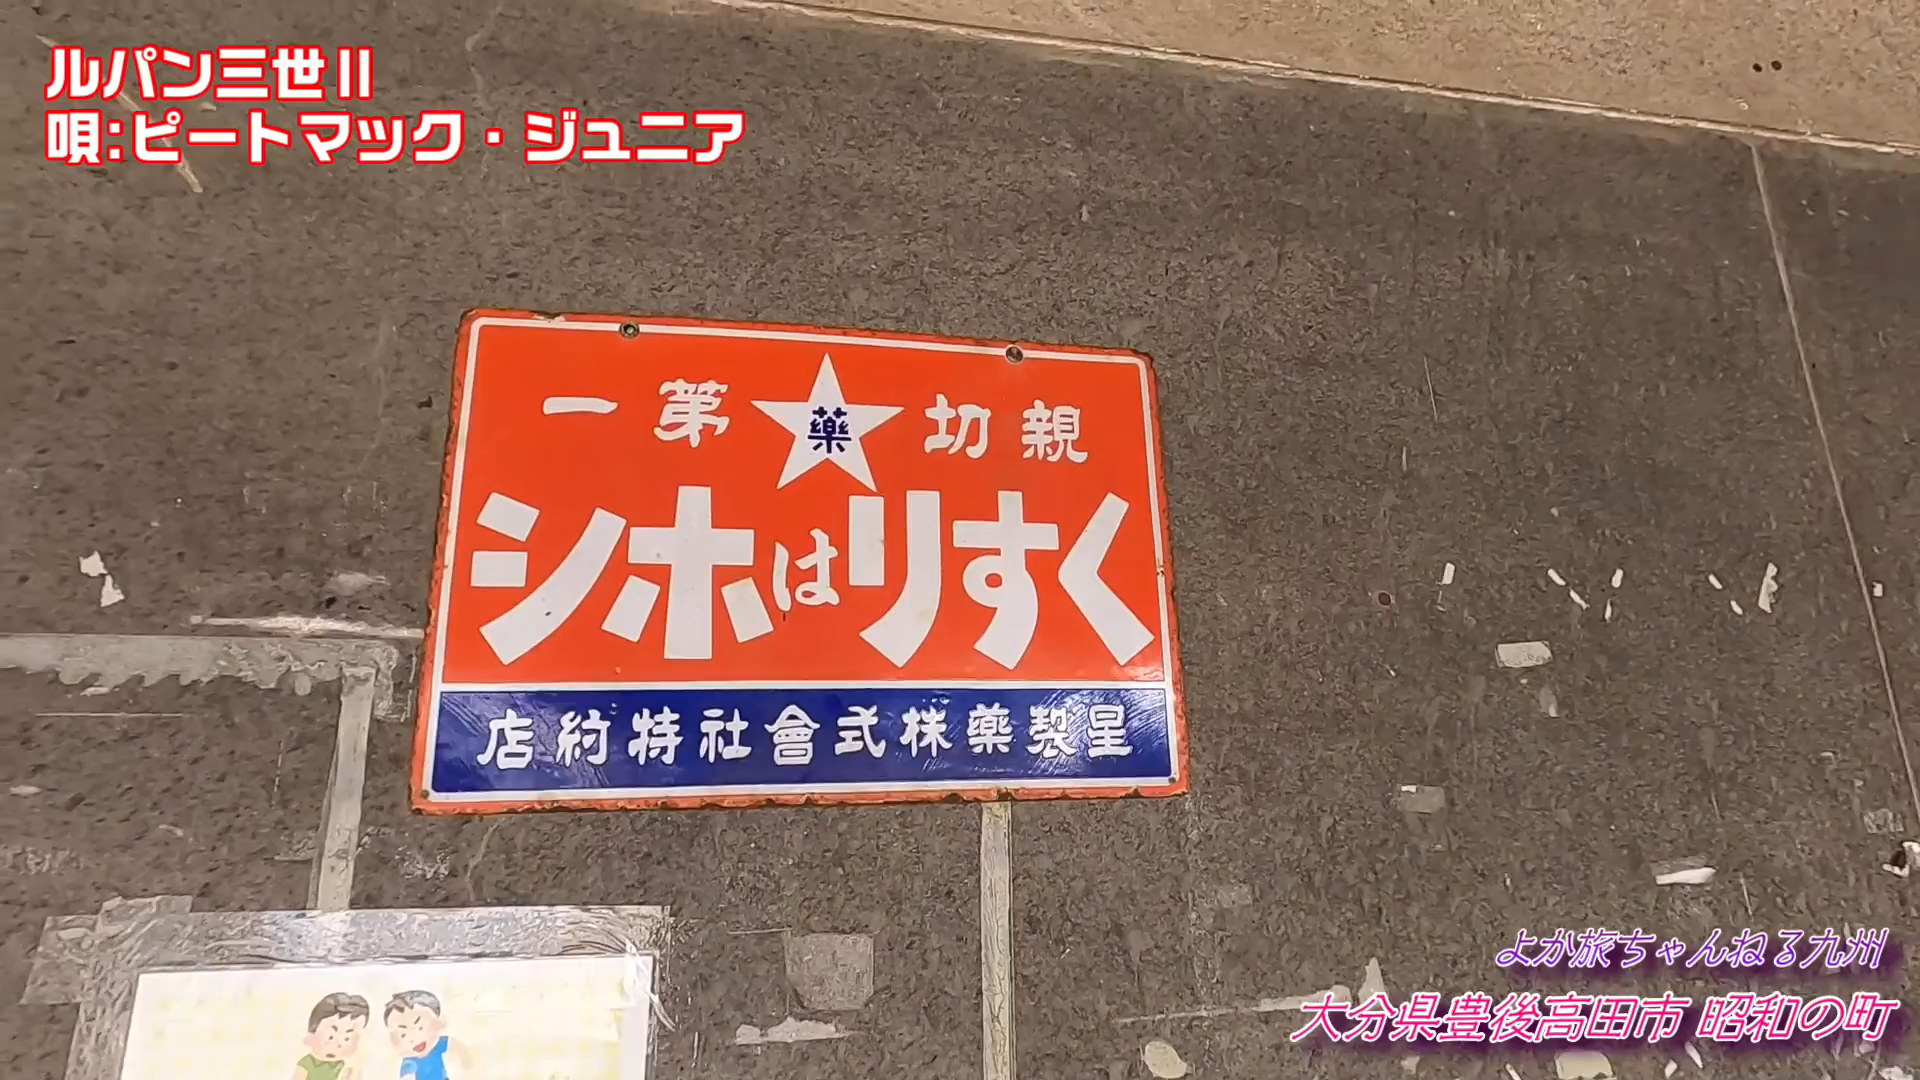 ルパン三世II
唄:ピートマック・ジュニア
親切 藥 第一
くすりはホシ
星製藥株式會社特約店
よか旅ちゃんねる九州
大分県豊後高田市 昭和の町